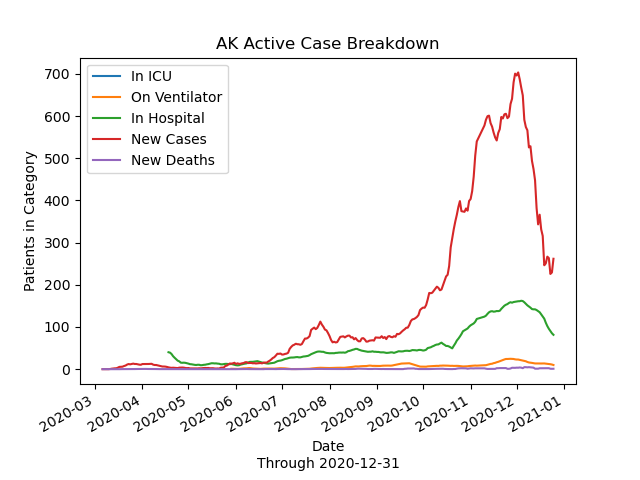 AK Active Case Breakdown
In ICU
On Ventilator
In Hospital
New Cases
New Deaths
Patients in Category
700
600
500
400
300
200
100
0
2020-03
2020-04
2020-05
2020-06
2020-07
2020-08
2020-09
2020-10
2020-11
2020-12
2021-01
Date
Through 2020-12-31